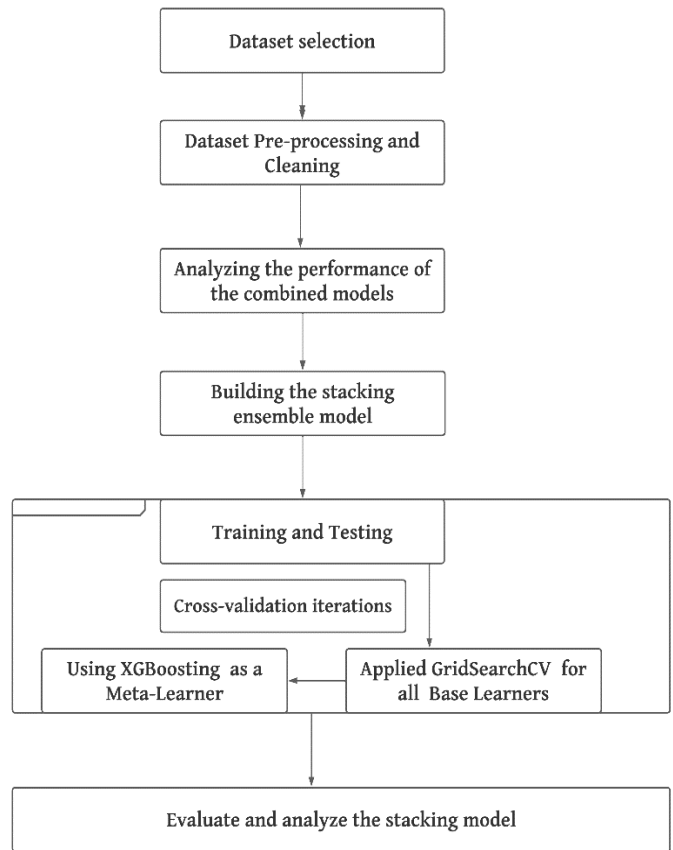 Dataset selection
Dataset Pre-processing and
Cleaning
Analyzing the performance of
the combined models
Building the stacking
ensemble model
Training and Testing
Cross-validation iterations
Using XGBoosting as a
Meta-Learner
Applied GridSearchCV for
all Base Learners
Evaluate and analyze the stacking model